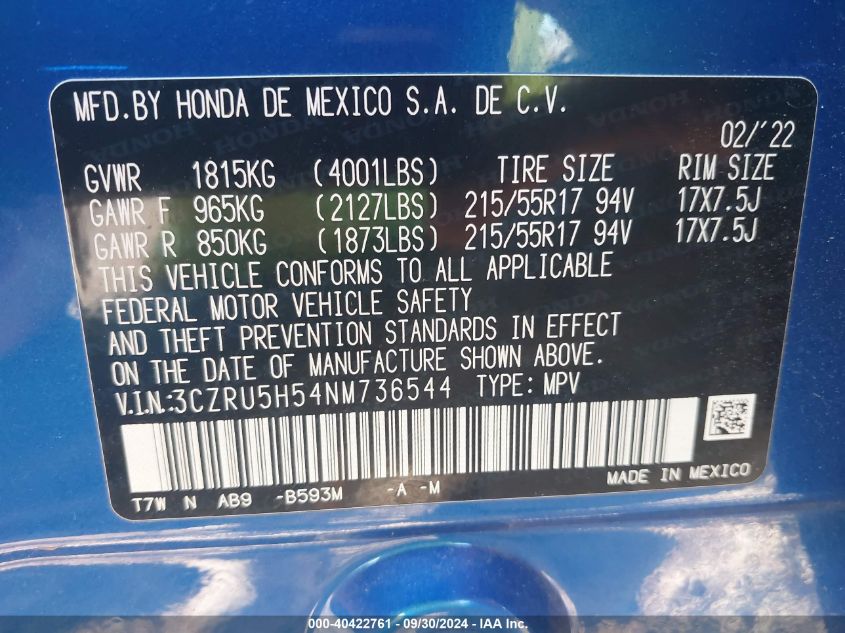 MFD.BY HONDA DE MEXICO S.A. DE C.V.
02/'22
GVWR 1815KG (4001LBS) TIRE SIZE RIM SIZE
GAWR F 965KG (2127LBS) 215/55R17 94V 17X7.5J
GAWR R 850KG (1873LBS) 215/55R17 94V 17X7.5J
THIS VEHICLE CONFORMS TO ALL APPLICABLE
FEDERAL MOTOR VEHICLE SAFETY
AND THEFT PREVENTION STANDARDS IN EFFECT
ON THE DATE OF MANUFACTURE SHOWN ABOVE.
V.I.N.:3CZRU5H54NM736544 TYPE: MPV
T7W N AB9 -B593M -A -M
MADE IN MEXICO
000-40422761 - 09/30/2024 - IAA Inc.